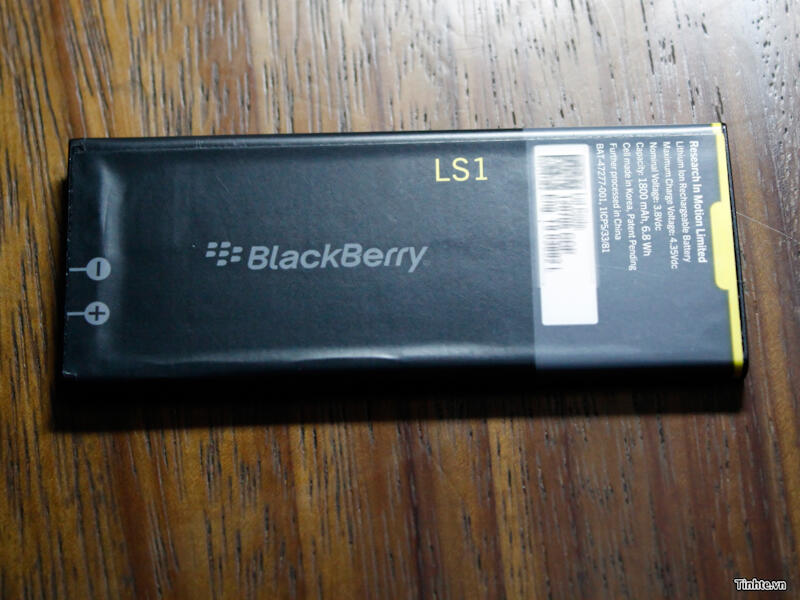 LS1
BlackBerry
Research In Motion Limited
Lithium Ion Rechargeable Battery
Maximum Charge Voltage: 4.35Vdc
Nominal Voltage: 3.8Vdc
Capacity: 1800 mAh, 6.8 Wh
Cell made in Korea, Patent Pending
Further processed in China
BAT-47277-001, 1ICP5/33/81
Tinhte.vn